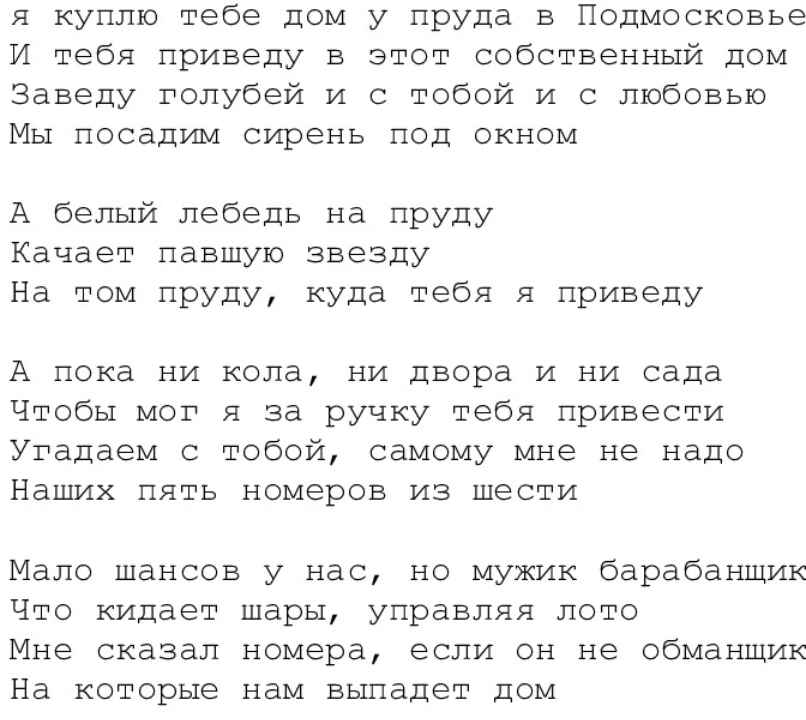 я куплю тебе дом у пруда в Подмосковье
И тебя приведу в этот собственный дом
Заведу голубей и с тобой и с любовью
Мы посадим сирень под окном
А белый лебедь на пруду
Качает павшую звезду
На том пруду, куда тебя я приведу
А пока ни кола, ни двора и ни сада
Чтобы мог я за ручку тебя привести
Угадаем с тобой, самому мне не надо
Наших пять номеров из шести
Мало шансов у нас, но мужик барабанщик
Что кидает шары, управляя лото
Мне сказал номера, если он не обманщик
На которые нам выпадет дом